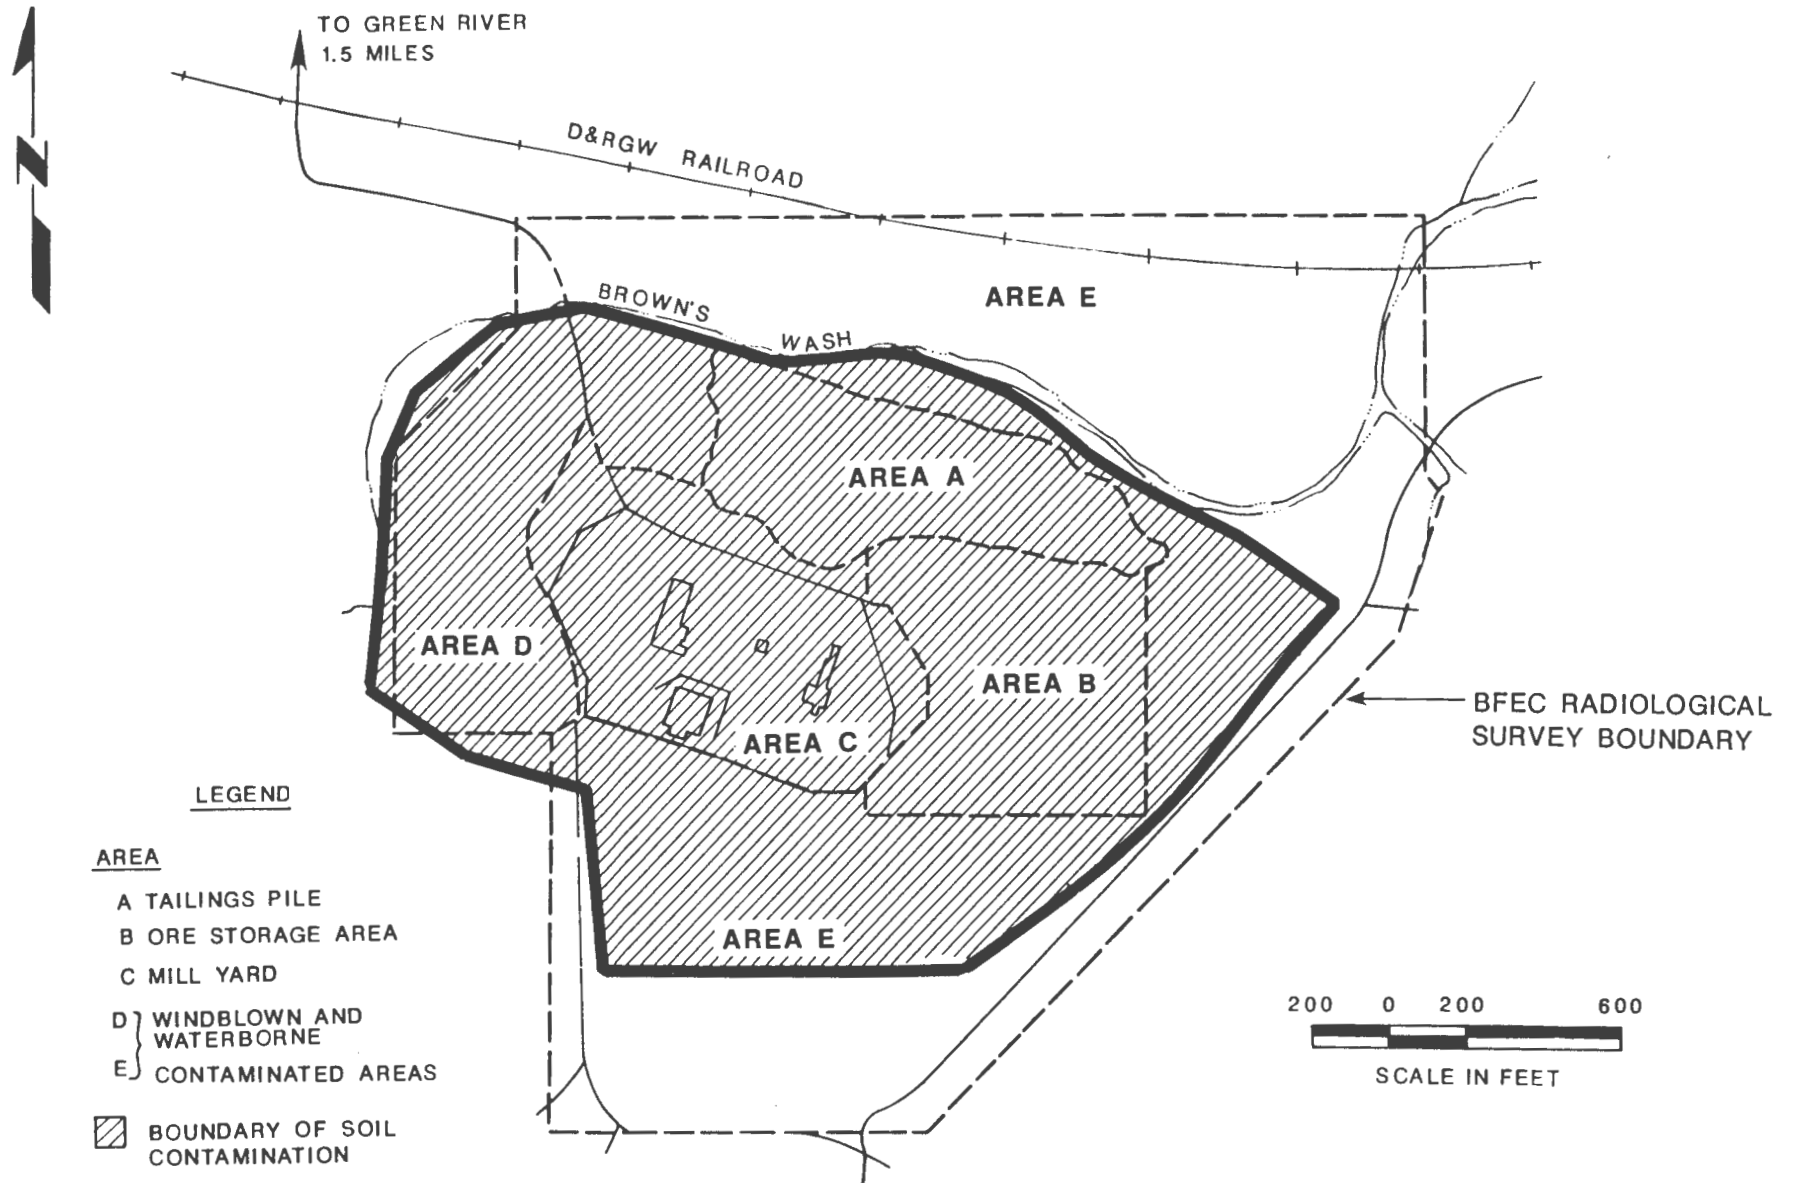 TO GREEN RIVER
1.5 MILES
N
D&RGW RAILROAD
BROWN'S
WASH
AREA E
AREA A
AREA D
AREA B
AREA C
BFEC RADIOLOGICAL
SURVEY BOUNDARY
AREA E
LEGEND
AREA
A TAILINGS PILE
B ORE STORAGE AREA
C MILL YARD
D WINDBLOWN AND
WATERBORNE
E CONTAMINATED AREAS
BOUNDARY OF SOIL
CONTAMINATION
200 0 200 600
SCALE IN FEET